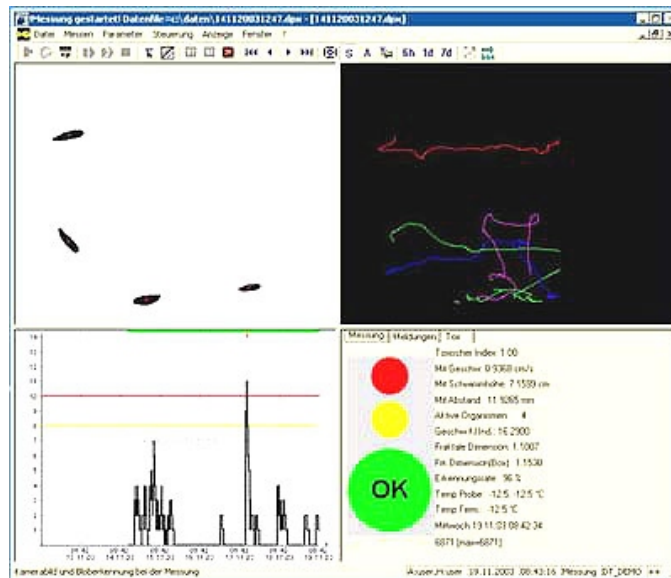 Messung gestartet! Datenfile=c:\daten\141120031247.dpx - [141120031247.dpx]
Datei Messen Parameter Steuerung Anzeige Fenster ?
S A 6h 1d 7d
14
10
Messung Meldungen Tox
Toxischer Index: 1.00
Mit Geschw: 0.9368 cm/s
Mit Schwimmhöhe: 7.1539 cm
Mit Abstand: 11.9265 mm
Aktive Organismen: 4
Geschw.Kl.Ind.: 16.2900
Fraktale Dimension: 1.1007
Frk. Dimension(Box): 1.1530
Erkennungsrate: 96 %
OK
Temp Probe: -12.5 -12.5 °C
Temp Ferm.: -12.5 °C
Mittwoch 19.11.03 08:42:34
6871 [max=6871]
Kamerabild und Bloberkennung bei der Messung
19.11.2003 08:43:16 Messung DT_DEMO ++